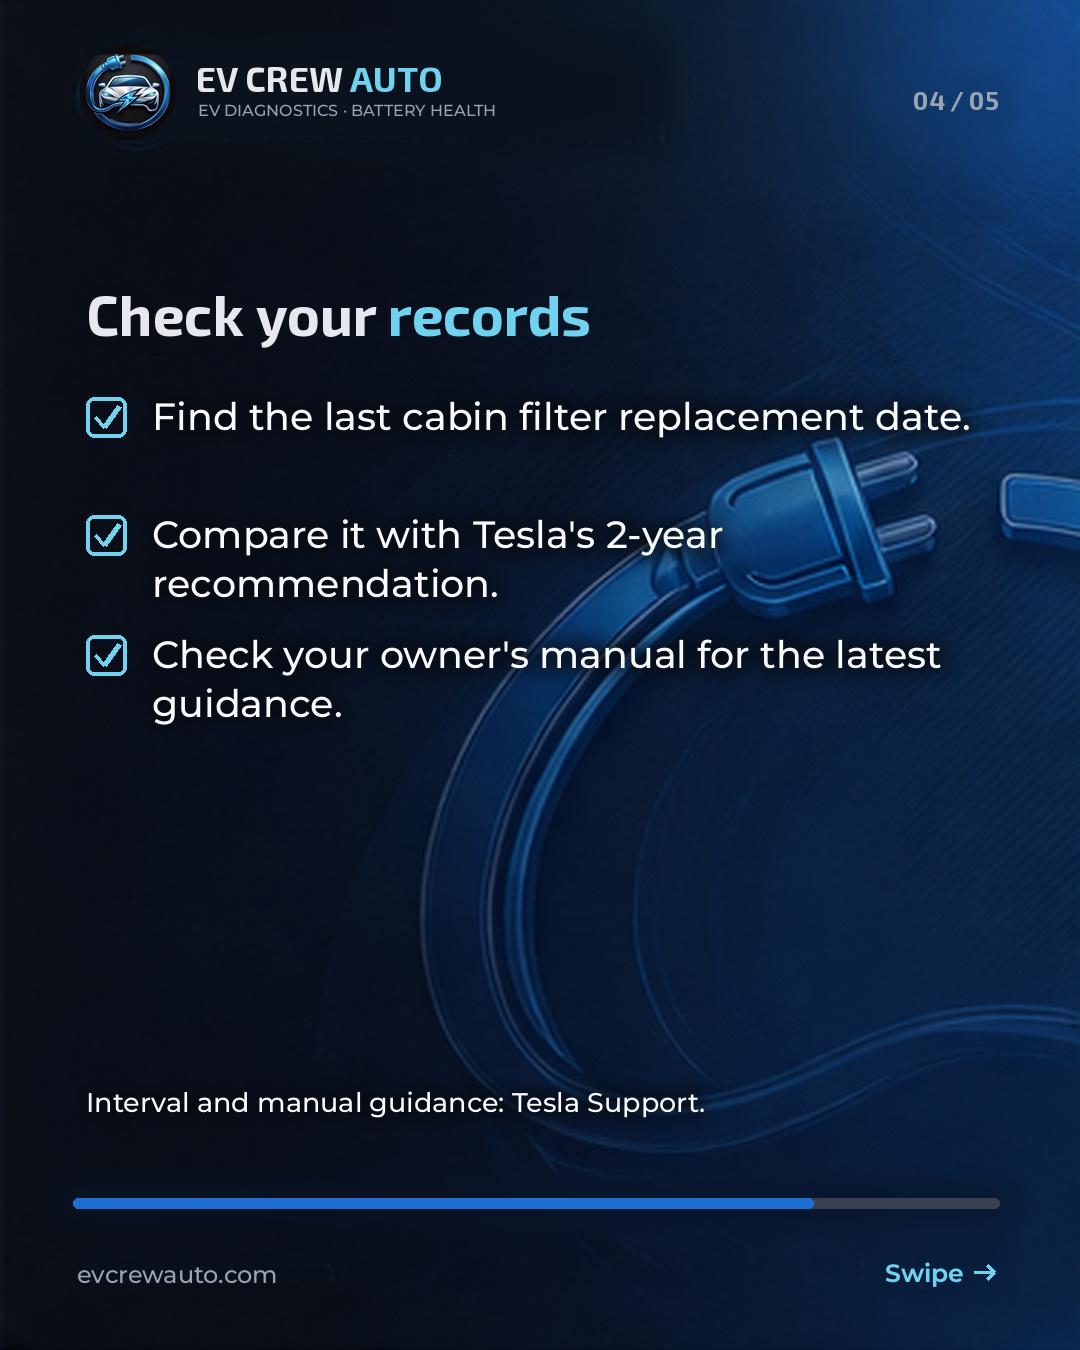 EV CREW AUTO
EV DIAGNOSTICS · BATTERY HEALTH
04 / 05
Check your records
Find the last cabin filter replacement date.
Compare it with Tesla's 2-year
recommendation.
Check your owner's manual for the latest
guidance.
Interval and manual guidance: Tesla Support.
evcrewauto.com
Swipe →